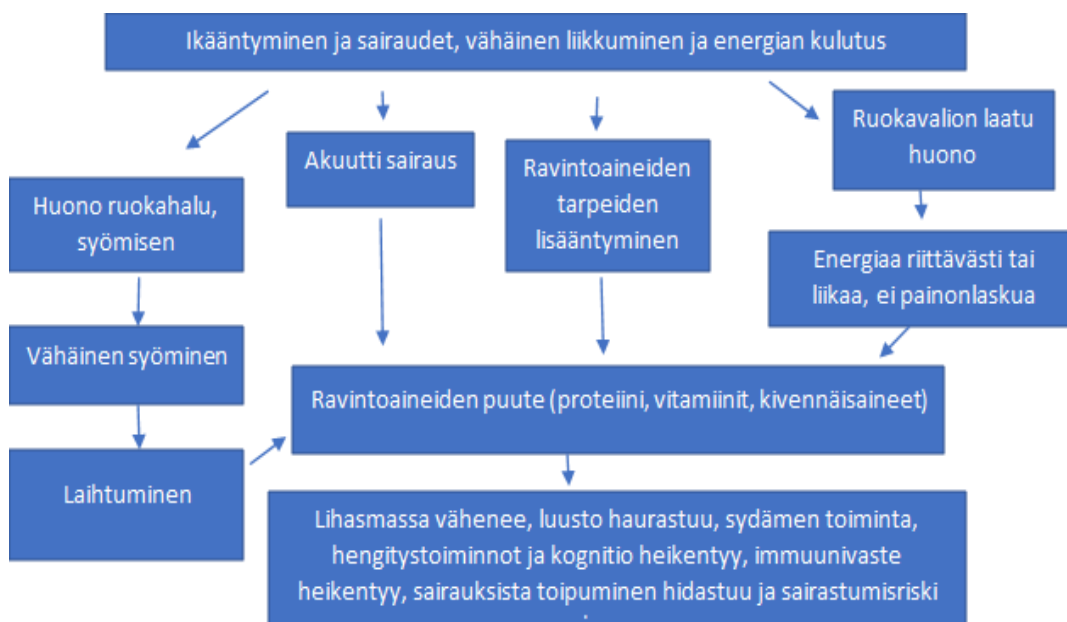 Ikääntyminen ja sairaudet, vähäinen liikkuminen ja energian kulutus
Huono ruokahalu,
syömisen
Vähäinen syöminen
Laihtuminen
Akuutti sairaus
Ravintoaineiden
tarpeiden
lisääntyminen
Ruokavalion laatu
huono
Energiaa riittävästi tai
liikaa, ei painonlaskua
Ravintoaineiden puute (proteiini, vitamiinit, kivennäisaineet)
Lihasmassa vähenee, luusto haurastuu, sydämen toiminta,
hengitystoiminnot ja kognitio heikentyy, immuunivaste
heikentyy, sairauksista toipuminen hidastuu ja sairastumisriski